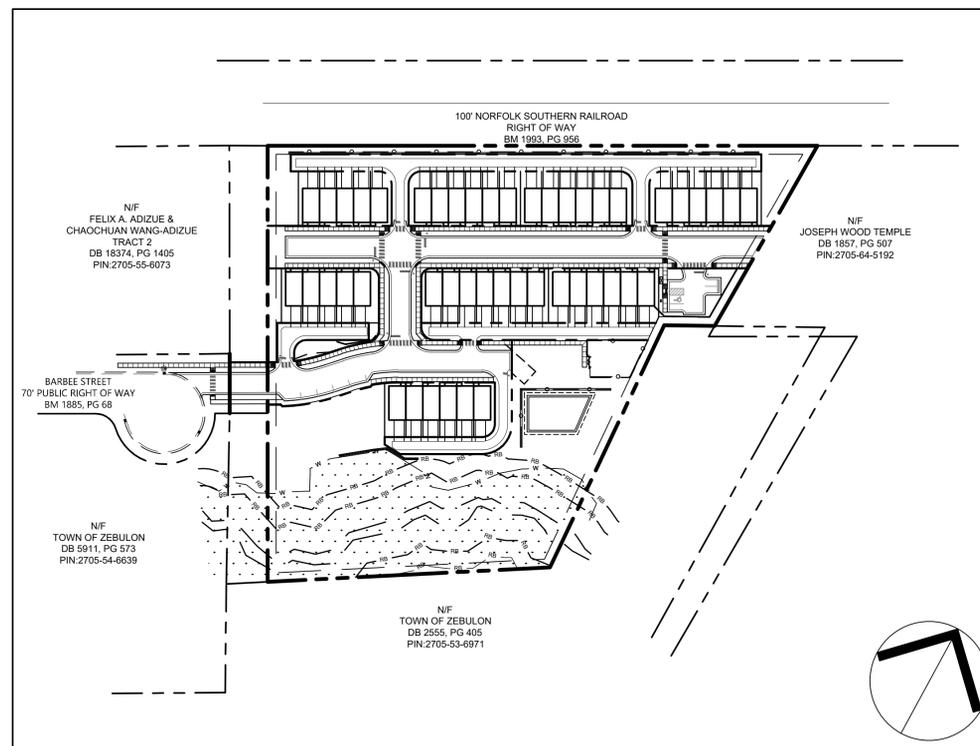 100' NORFOLK SOUTHERN RAILROAD
RIGHT OF WAY
BM 1993, PG 956
N/F
FELIX A. ADIZUE &
CHAOCHUAN WANG-ADIZUE
TRACT 2
DB 18374, PG 1405
PIN:2705-55-6073
N/F
JOSEPH WOOD TEMPLE
DB 1857, PG 507
PIN:2705-64-5192
BARBEE STREET
70' PUBLIC RIGHT OF WAY
BM 1885, PG 68
N/F
TOWN OF ZEBULON
DB 5911, PG 573
PIN:2705-54-6639
N/F
TOWN OF ZEBULON
DB 2555, PG 405
PIN:2705-53-6971